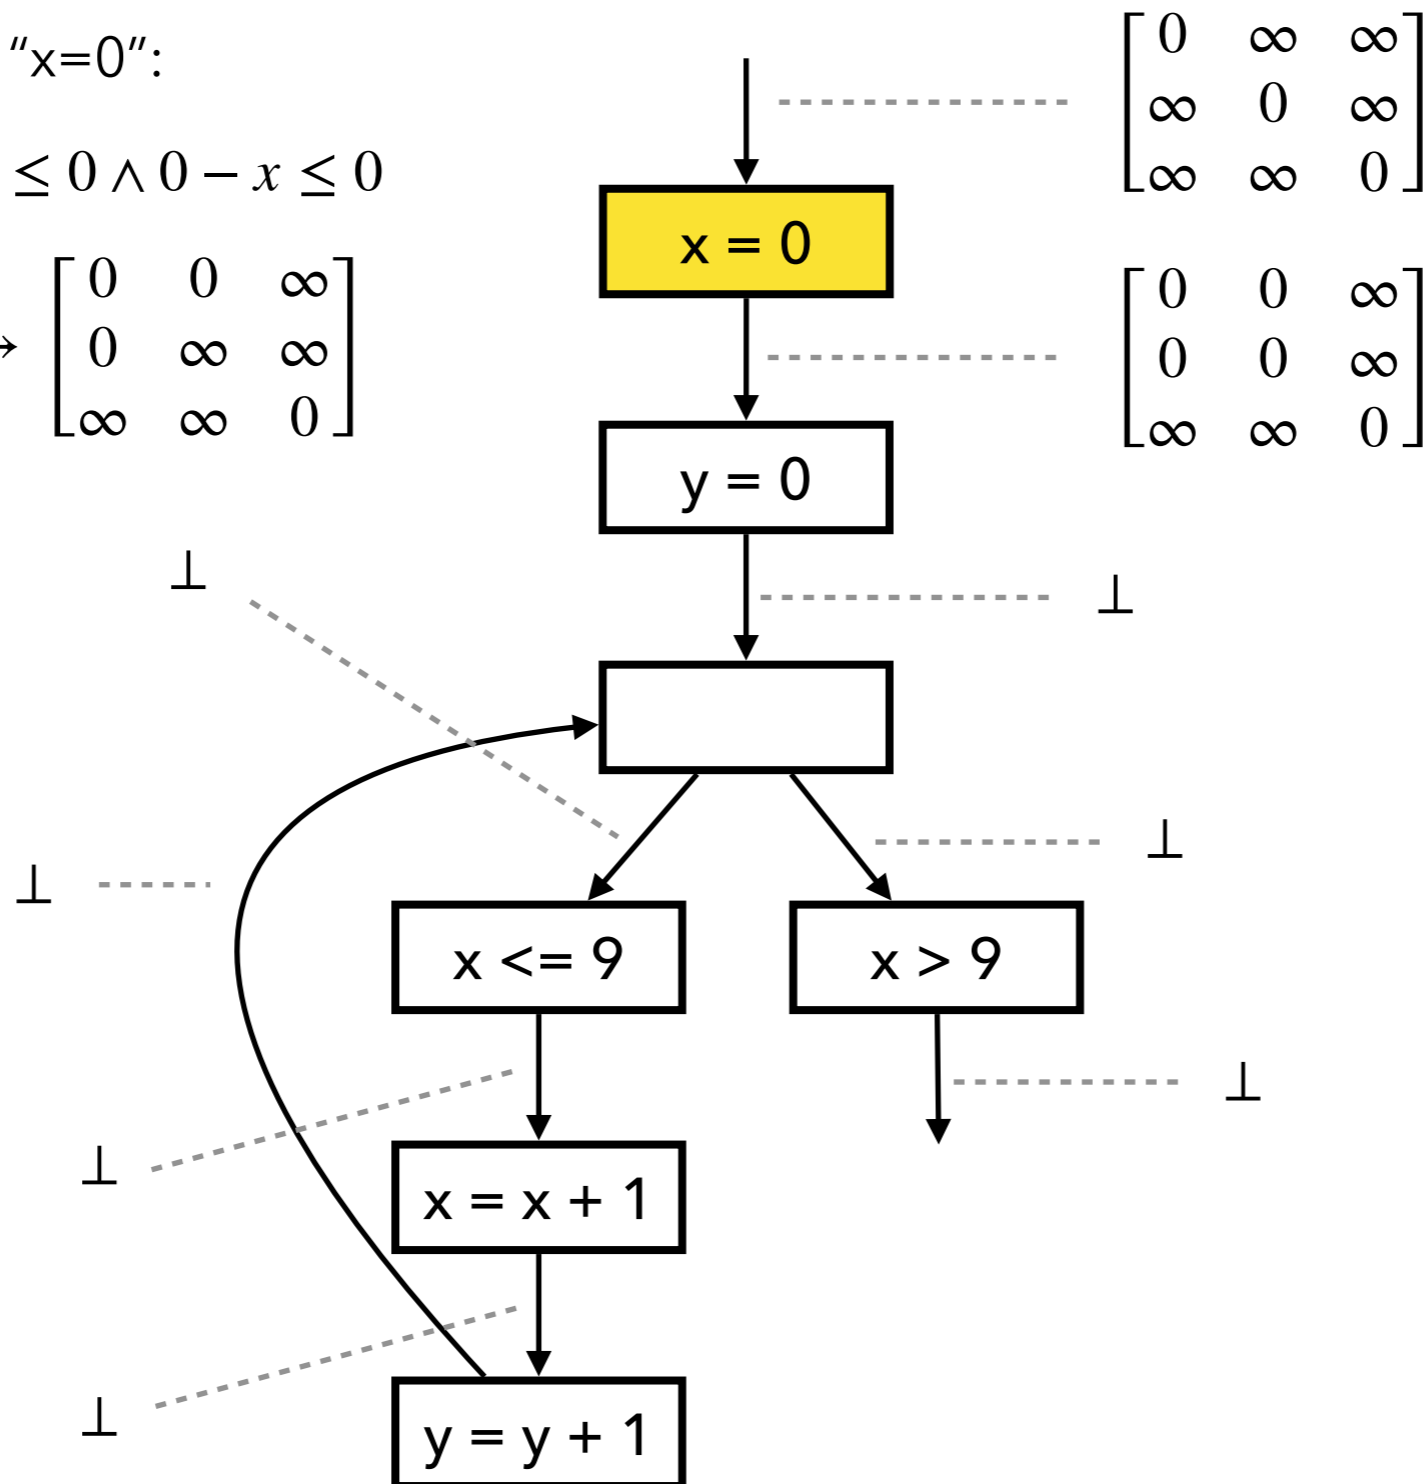 “x=0”:
≤ 0 ∧ 0 − x ≤ 0
0 0 ∞
0 ∞ ∞
∞ ∞ 0
0 ∞ ∞
∞ 0 ∞
∞ ∞ 0
x = 0
0 0 ∞
0 0 ∞
∞ ∞ 0
y = 0
⊥
⊥
⊥
⊥
x <= 9
x > 9
⊥
⊥
x = x + 1
⊥
y = y + 1